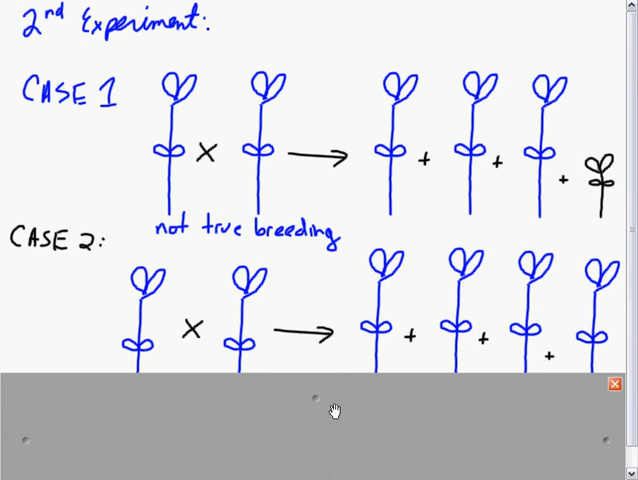 2nd Experiment:
CASE 1
× → + + +
not true breeding
CASE 2:
× → + + +